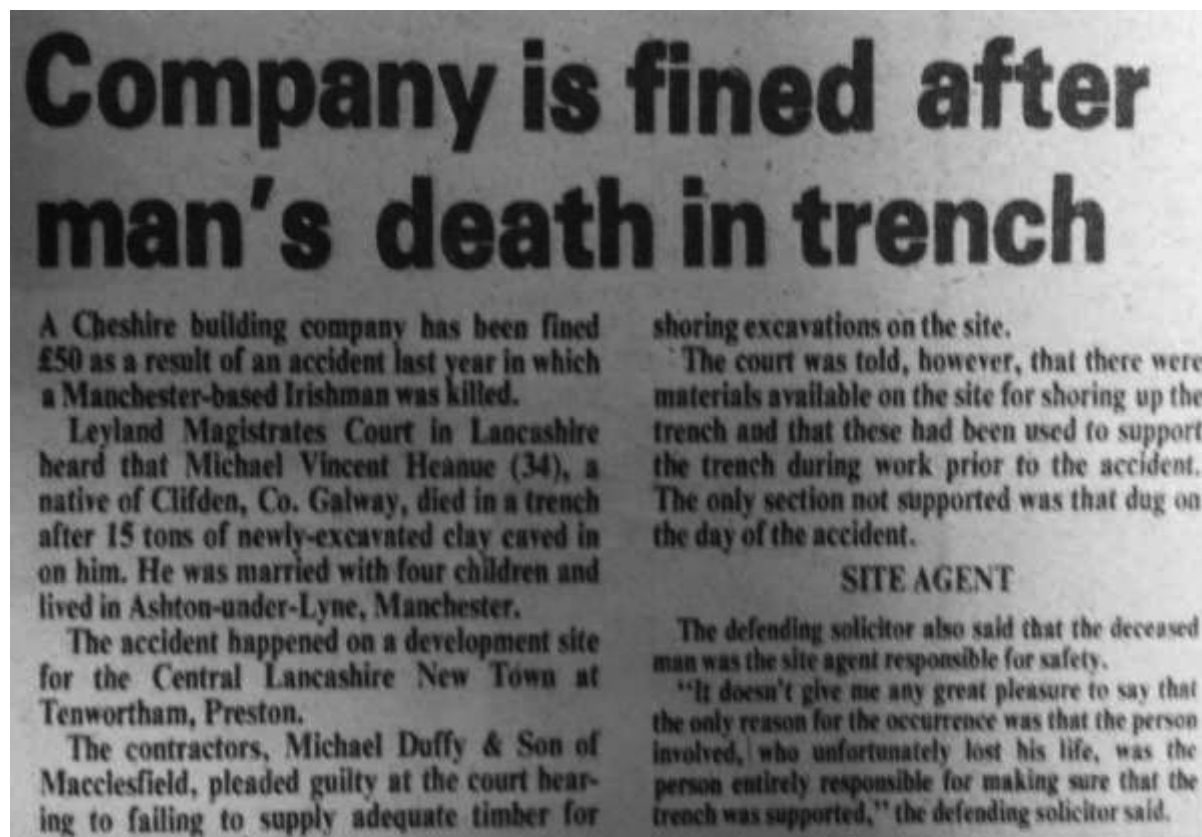 Company is fined after
man's death in trench
A Cheshire building company has been fined
£50 as a result of an accident last year in which
a Manchester-based Irishman was killed.
Leyland Magistrates Court in Lancashire
heard that Michael Vincent Heanue (34), a
native of Clifden, Co. Galway, died in a trench
after 15 tons of newly-excavated clay caved in
on him. He was married with four children and
lived in Ashton-under-Lyne, Manchester.
The accident happened on a development site
for the Central Lancashire New Town at
Tenwortham, Preston.
The contractors, Michael Duffy & Son of
Macclesfield, pleaded guilty at the court hear-
ing to failing to supply adequate timber for
shoring excavations on the site.
The court was told, however, that there were
materials available on the site for shoring up the
trench and that these had been used to support
the trench during work prior to the accident.
The only section not supported was that dug on
the day of the accident.
SITE AGENT
The defending solicitor also said that the deceased
man was the site agent responsible for safety.
"It doesn't give me any great pleasure to say that
the only reason for the occurrence was that the person
involved, who unfortunately lost his life, was the
person entirely responsible for making sure that the
trench was supported," the defending solicitor said.